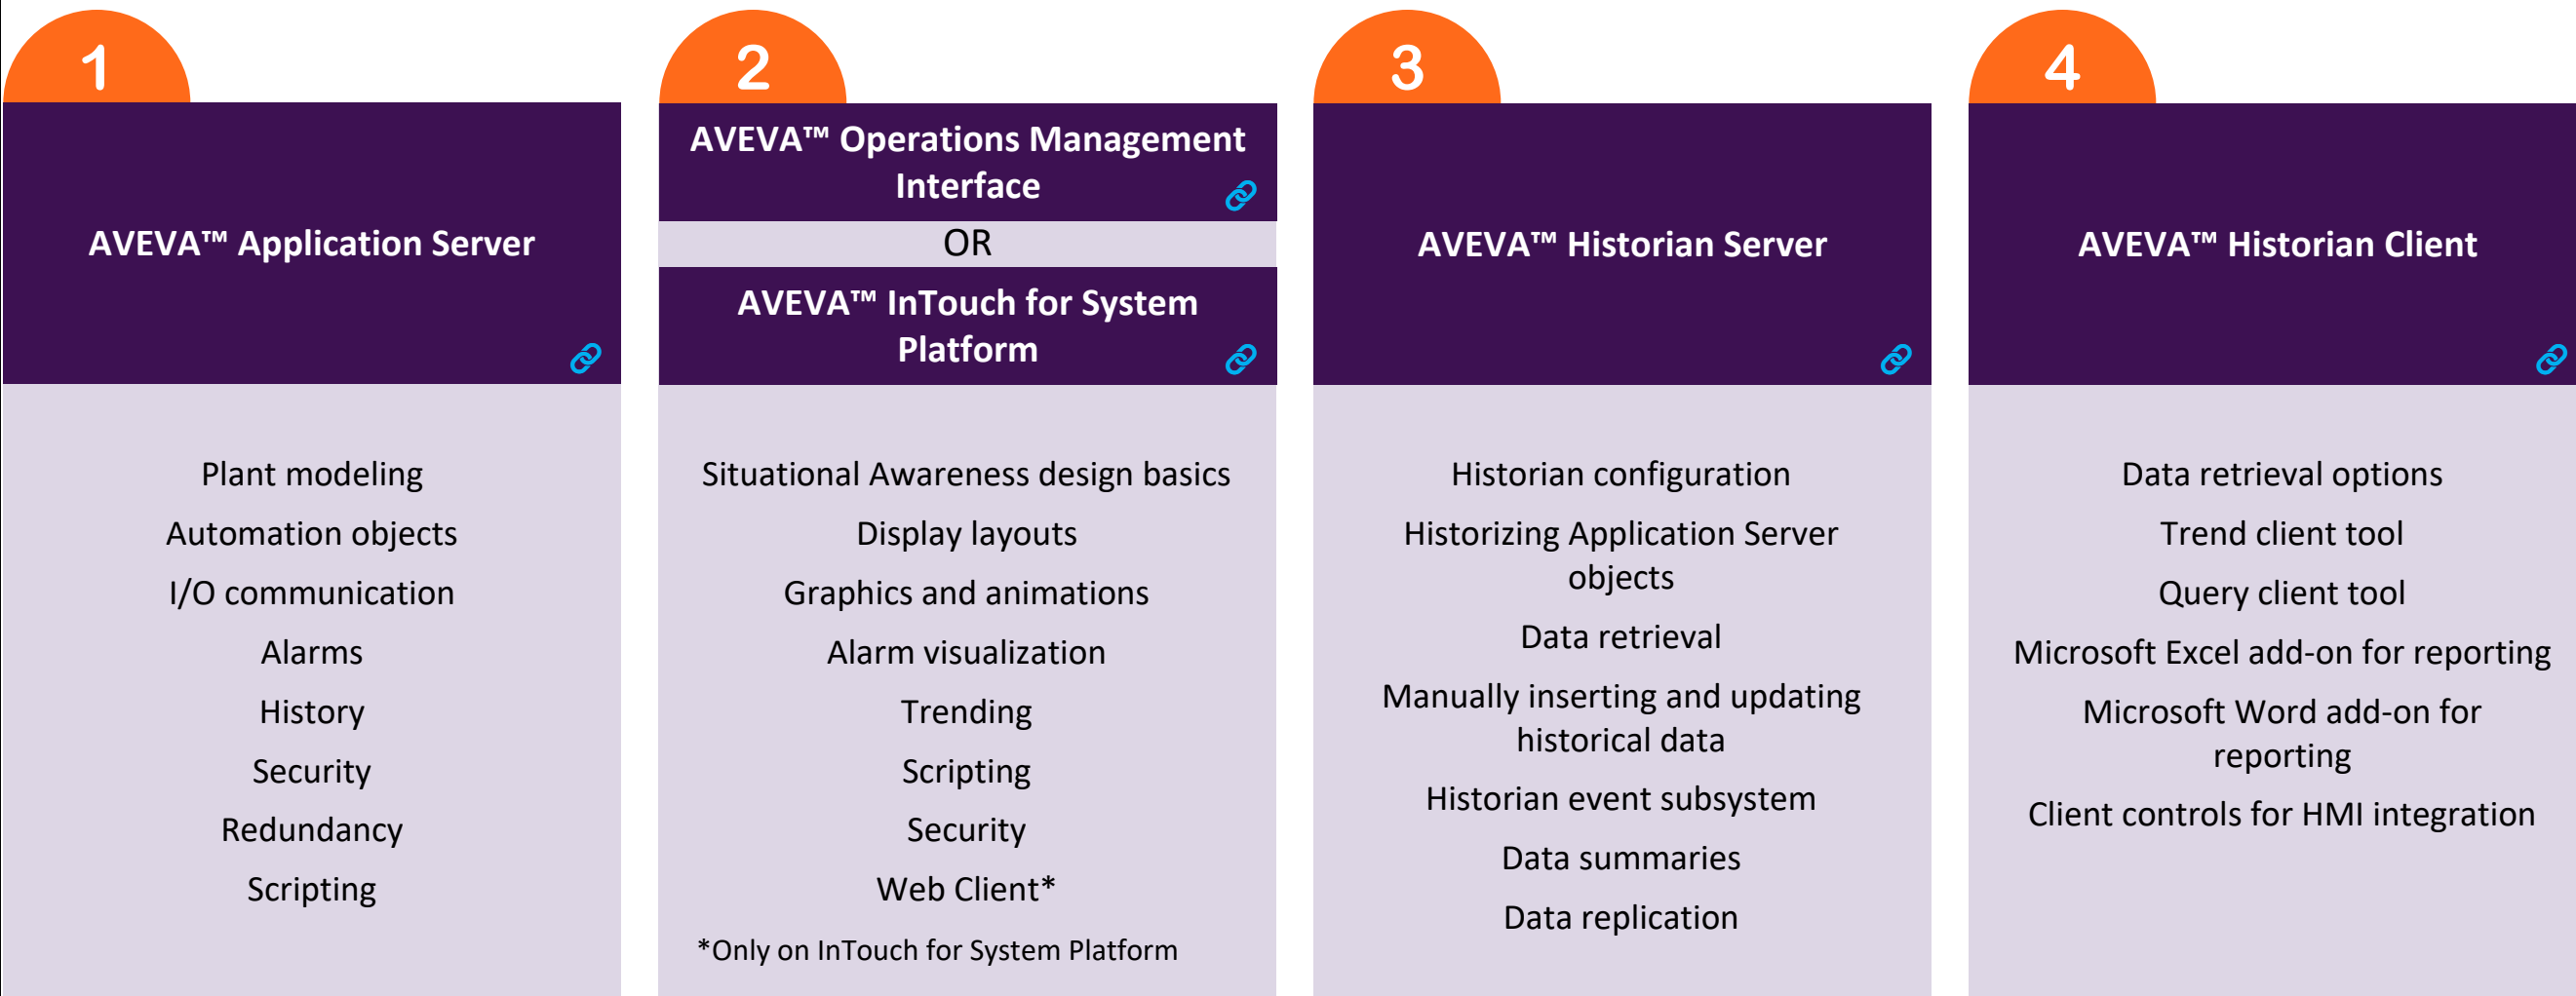 1
AVEVA™ Application Server
Plant modeling
Automation objects
I/O communication
Alarms
History
Security
Redundancy
Scripting
2
AVEVA™ Operations Management
Interface
OR
AVEVA™ InTouch for System
Platform
Situational Awareness design basics
Display layouts
Graphics and animations
Alarm visualization
Trending
Scripting
Security
Web Client*
*Only on InTouch for System Platform
3
AVEVA™ Historian Server
Historian configuration
Historizing Application Server
objects
Data retrieval
Manually inserting and updating
historical data
Historian event subsystem
Data summaries
Data replication
4
AVEVA™ Historian Client
Data retrieval options
Trend client tool
Query client tool
Microsoft Excel add-on for reporting
Microsoft Word add-on for
reporting
Client controls for HMI integration